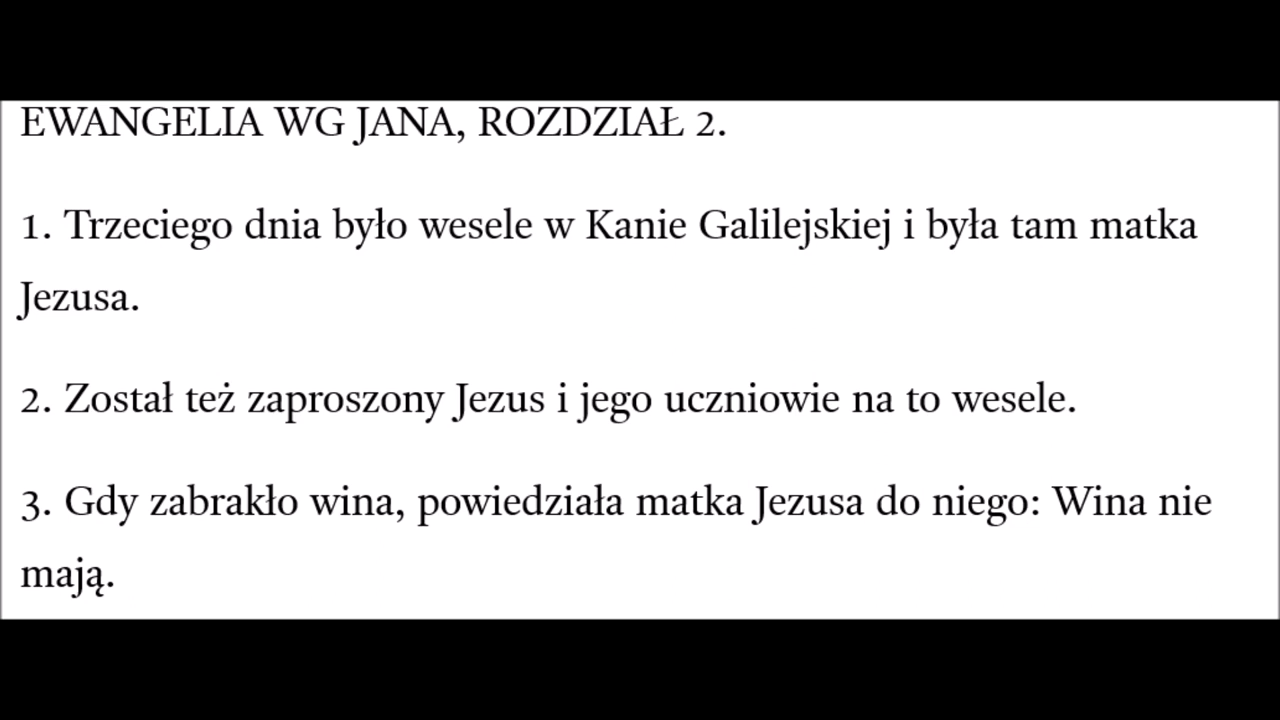 EWANGELIA WG JANA, ROZDZIAŁ 2.
1. Trzeciego dnia było wesele w Kanie Galilejskiej i była tam matka
Jezusa.
2. Został też zaproszony Jezus i jego uczniowie na to wesele.
3. Gdy zabrakło wina, powiedziała matka Jezusa do niego: Wina nie
mają.